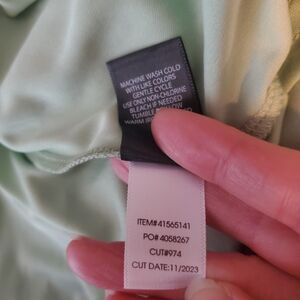 MACHINE WASH COLD
WITH LIKE COLORS
GENTLE CYCLE
USE ONLY NON-CHLORINE
BLEACH IF NEEDED
TUMBLE
WARM
ITEM#41565141
PO# 4058267
CUT#974
CUT DATE:11/2023